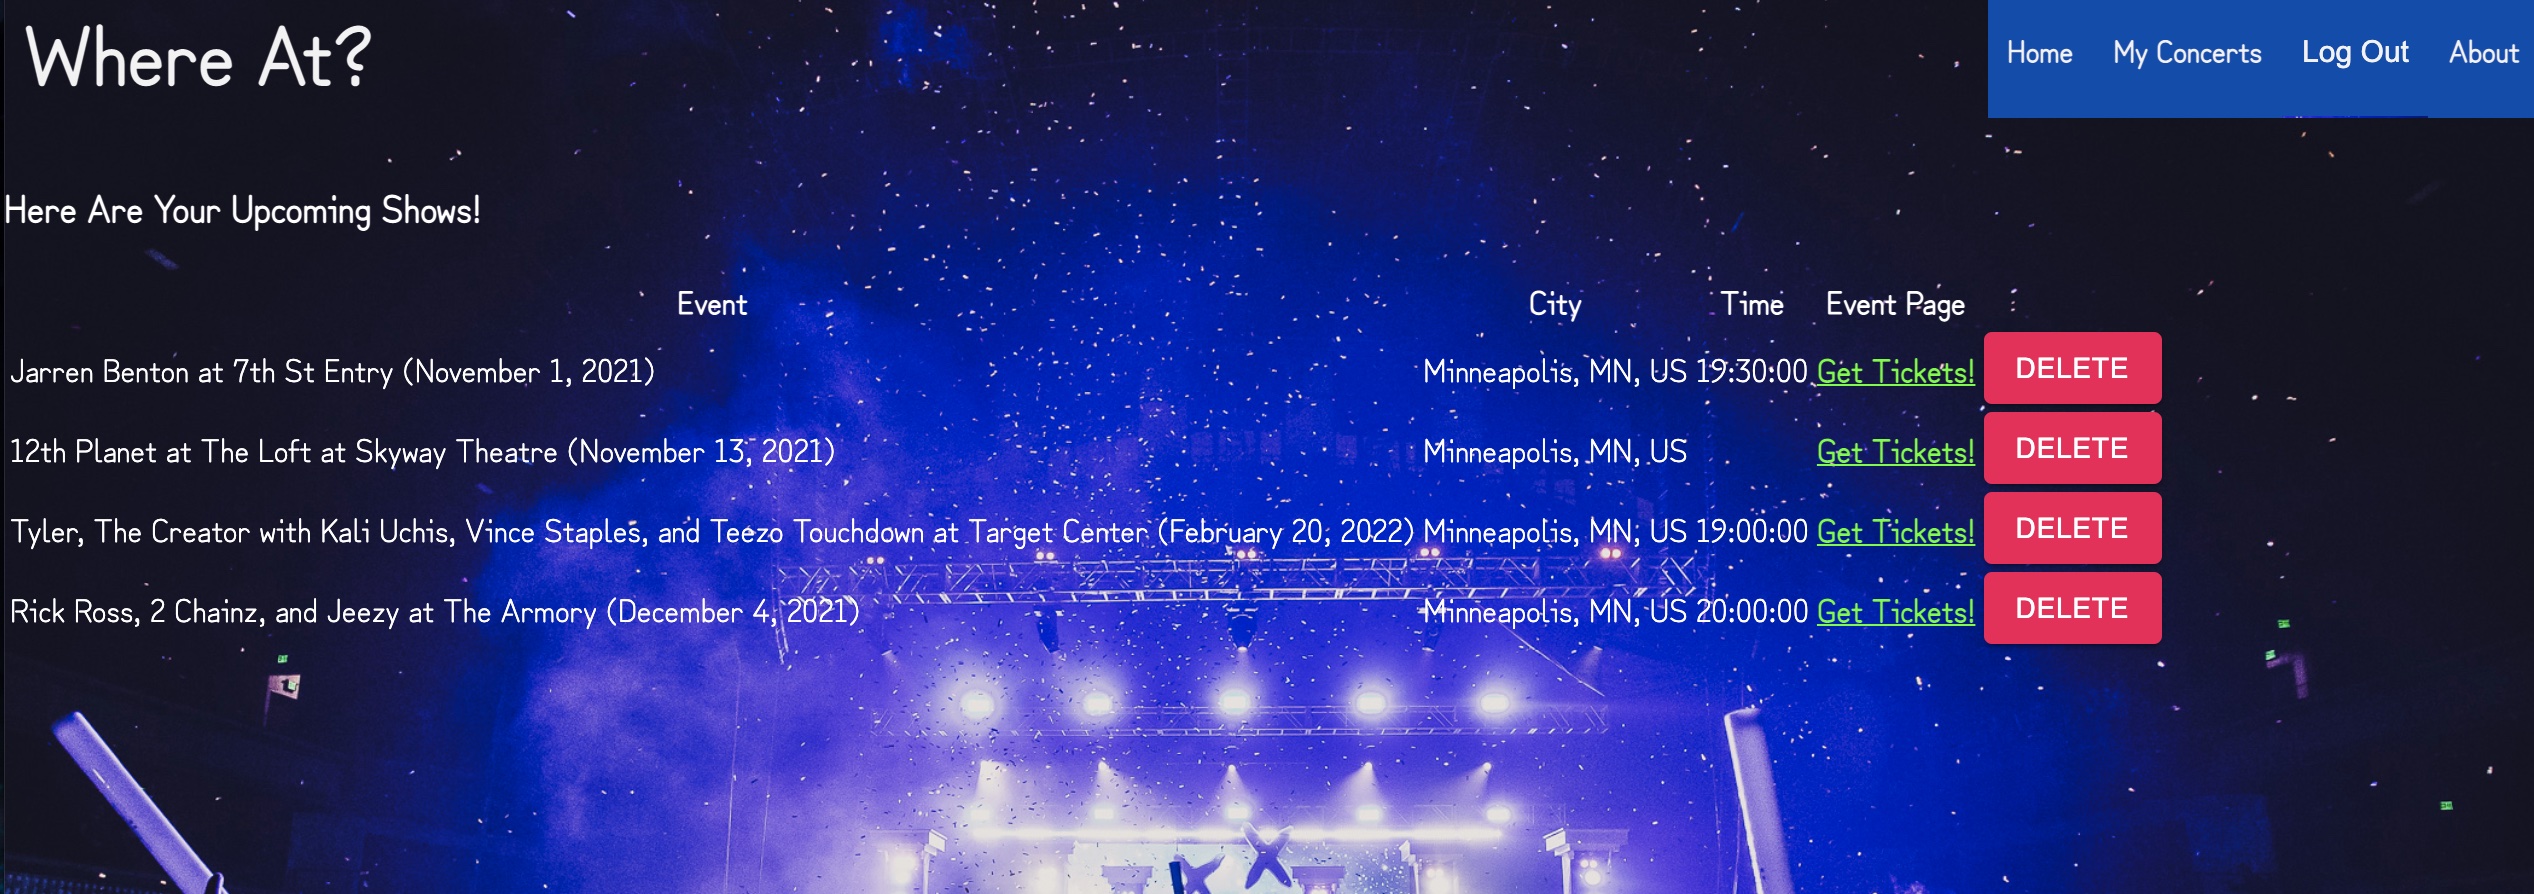 Where At?
Home My Concerts Log Out About
Here Are Your Upcoming Shows!
Event City Time Event Page
Jarren Benton at 7th St Entry (November 1, 2021) Minneapolis, MN, US 19:30:00 Get Tickets! DELETE
12th Planet at The Loft at Skyway Theatre (November 13, 2021) Minneapolis, MN, US Get Tickets! DELETE
Tyler, The Creator with Kali Uchis, Vince Staples, and Teezo Touchdown at Target Center (February 20, 2022) Minneapolis, MN, US 19:00:00 Get Tickets! DELETE
Rick Ross, 2 Chainz, and Jeezy at The Armory (December 4, 2021) Minneapolis, MN, US 20:00:00 Get Tickets! DELETE